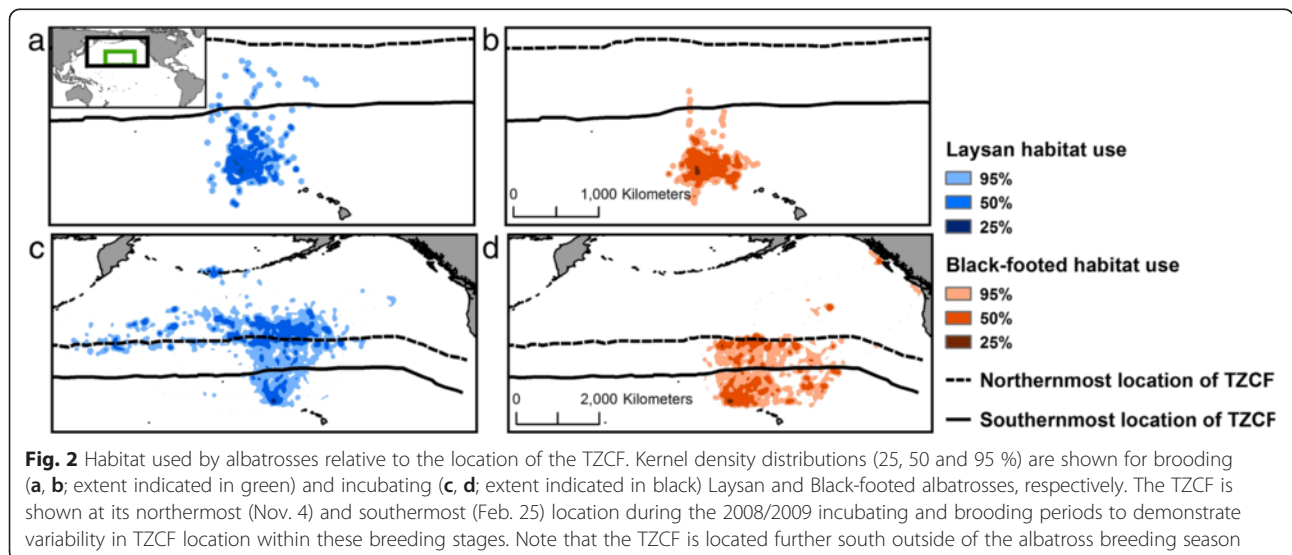 a
b
0 1,000 Kilometers
c
d
0 2,000 Kilometers
Laysan habitat use
95%
50%
25%
Black-footed habitat use
95%
50%
25%
Northernmost location of TZCF
Southernmost location of TZCF
Fig. 2 Habitat used by albatrosses relative to the location of the TZCF. Kernel density distributions (25, 50 and 95 %) are shown for brooding
(a, b; extent indicated in green) and incubating (c, d; extent indicated in black) Laysan and Black-footed albatrosses, respectively. The TZCF is
shown at its northermost (Nov. 4) and southermost (Feb. 25) location during the 2008/2009 incubating and brooding periods to demonstrate
variability in TZCF location within these breeding stages. Note that the TZCF is located further south outside of the albatross breeding season